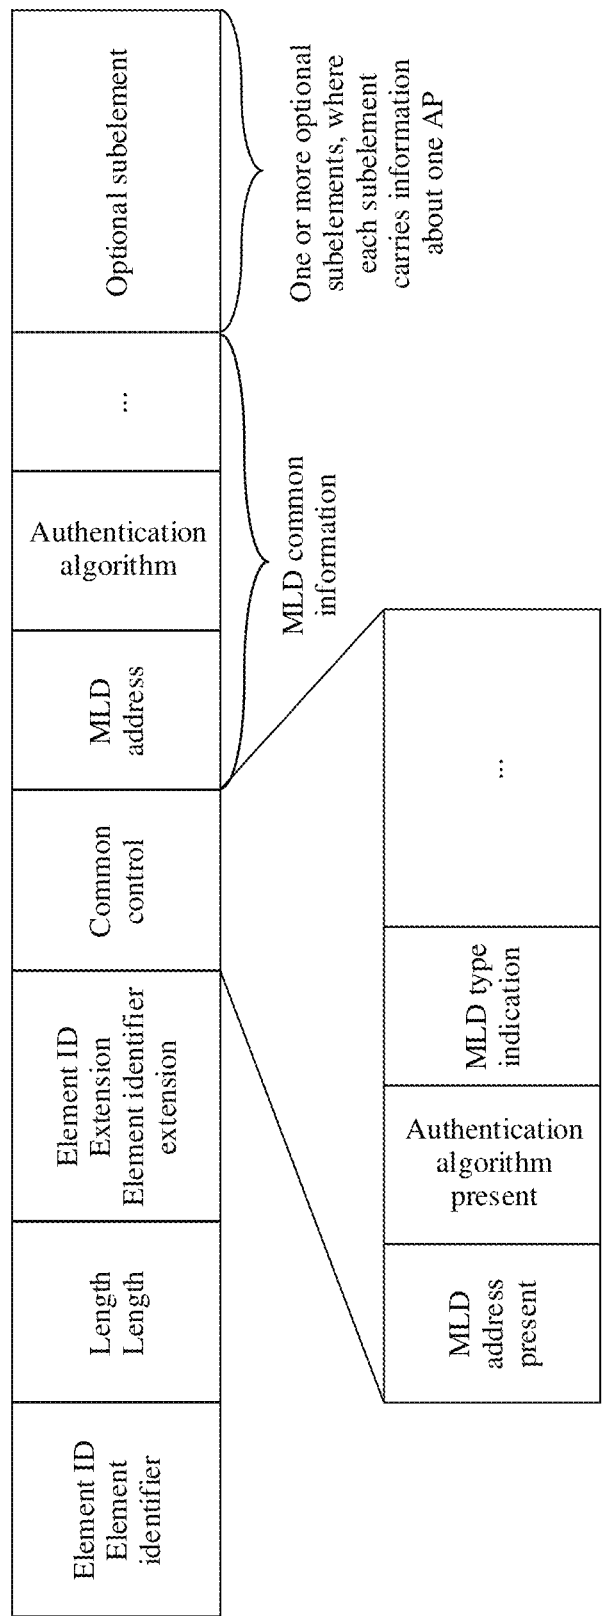 Element ID
Element
identifier
Length
Length
Element ID
Extension
Element identifier
extension
Common
control
MLD
address
Authentication
algorithm
...
Optional subelement
MLD common
information
One or more optional
subelements, where
each subelement
carries information
about one AP
MLD
address
present
Authentication
algorithm
present
MLD type
indication
...